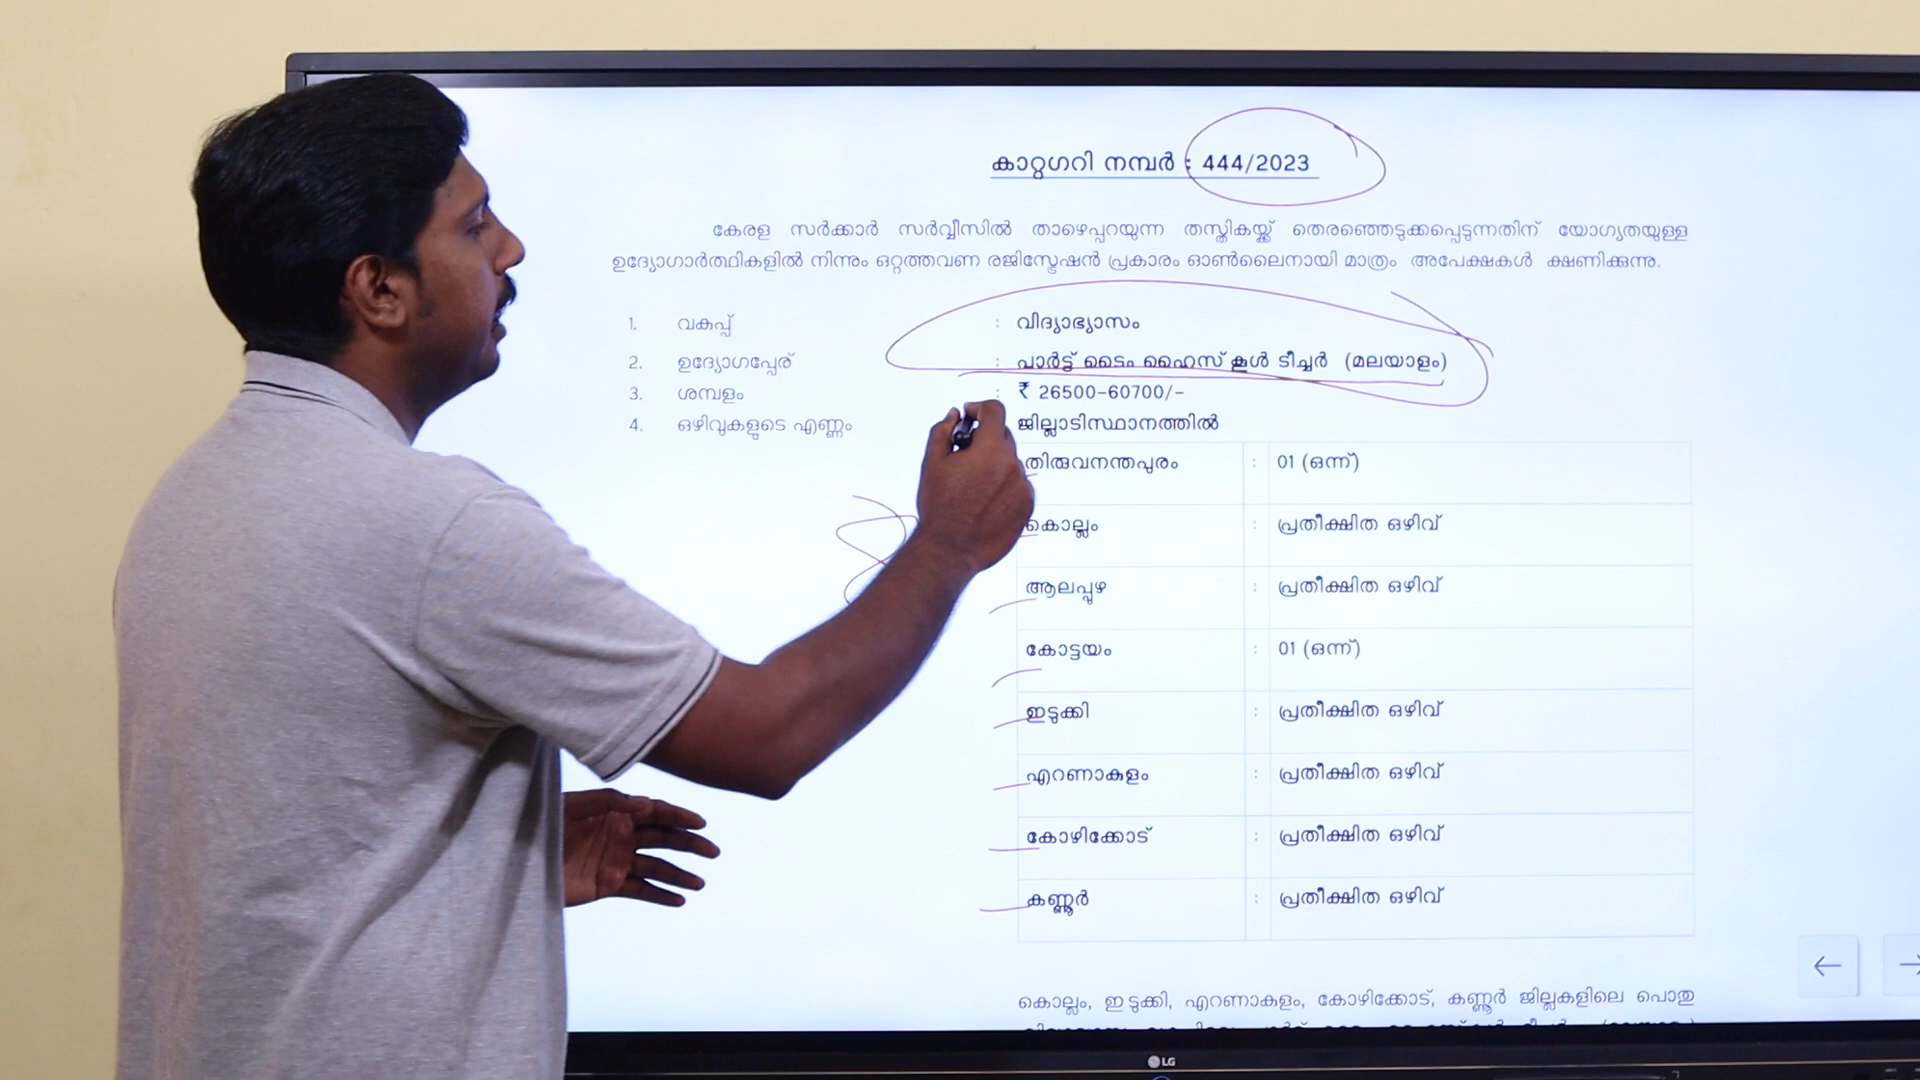 കാറ്റഗറി നമ്പർ : 444/2023
കേരള സർക്കാർ സർവ്വീസിൽ താഴെപ്പറയുന്ന തസ്തികയ്ക്ക് തെരഞ്ഞെടുക്കപ്പെടുന്നതിന് യോഗ്യതയുള്ള
ഉദ്യോഗാർത്ഥികളിൽ നിന്നും ഒറ്റത്തവണ രജിസ്ട്രേഷൻ പ്രകാരം ഓൺലൈനായി മാത്രം അപേക്ഷകൾ ക്ഷണിക്കുന്നു.
1. വകുപ്പ് : വിദ്യാഭ്യാസം
2. ഉദ്യോഗപ്പേര് : പാർട്ട് ടൈം ഹൈസ്കൂൾ ടീച്ചർ (മലയാളം)
3. ശമ്പളം : ₹ 26500-60700/-
4. ഒഴിവുകളുടെ എണ്ണം ജില്ലാടിസ്ഥാനത്തിൽ
തിരുവനന്തപുരം : 01 (ഒന്ന്)
കൊല്ലം : പ്രതീക്ഷിത ഒഴിവ്
ആലപ്പുഴ : പ്രതീക്ഷിത ഒഴിവ്
കോട്ടയം : 01 (ഒന്ന്)
ഇടുക്കി : പ്രതീക്ഷിത ഒഴിവ്
എറണാകുളം : പ്രതീക്ഷിത ഒഴിവ്
കോഴിക്കോട് : പ്രതീക്ഷിത ഒഴിവ്
കണ്ണൂർ : പ്രതീക്ഷിത ഒഴിവ്
കൊല്ലം, ഇടുക്കി, എറണാകുളം, കോഴിക്കോട്, കണ്ണൂർ ജില്ലകളിലെ പൊതു
LG